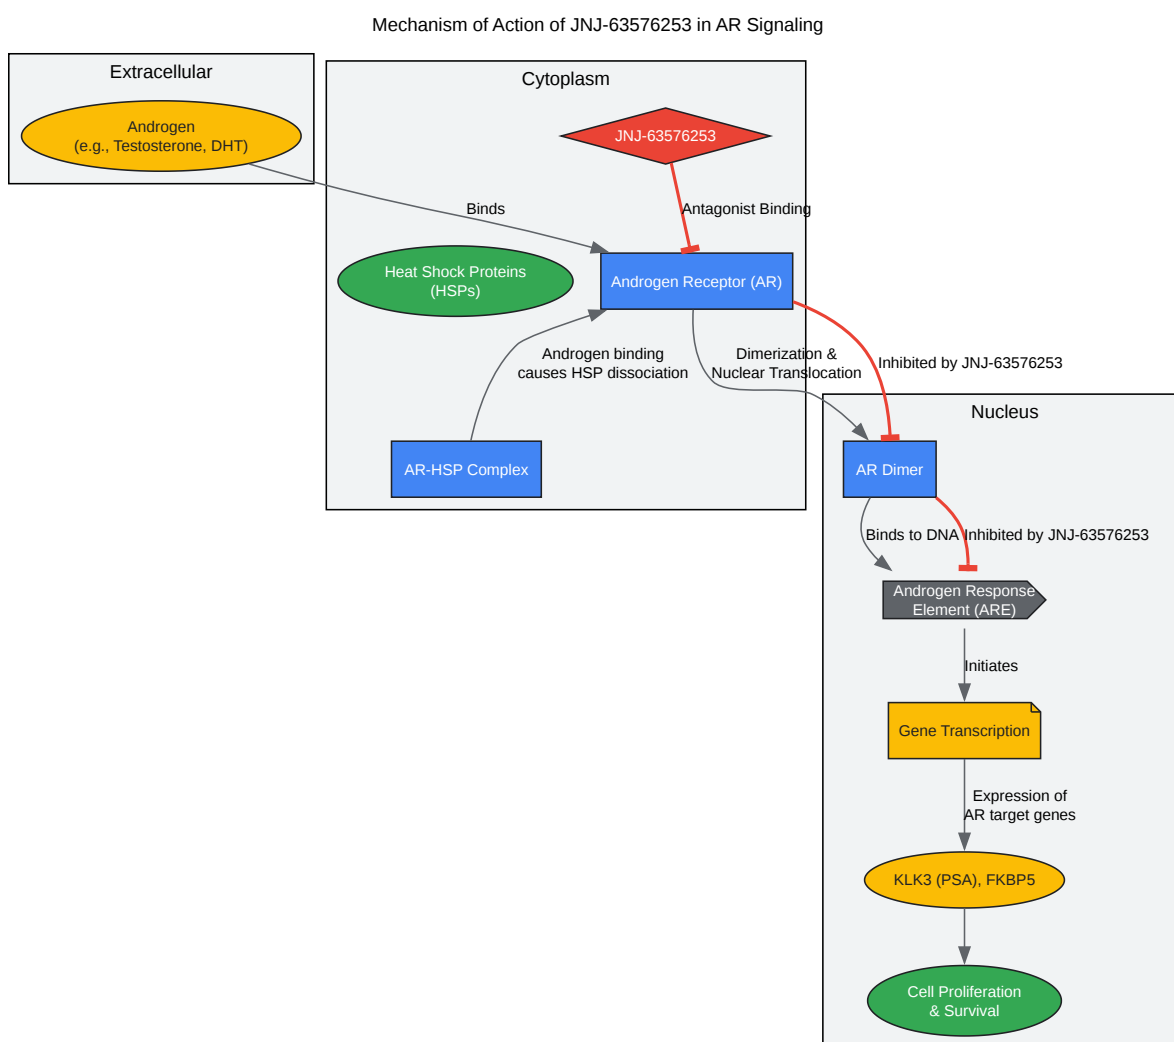 Mechanism of Action of JNJ-63576253 in AR Signaling
Extracellular
Cytoplasm
Androgen
(e.g., Testosterone, DHT)
JNJ-63576253
Binds
Antagonist Binding
Heat Shock Proteins
(HSPs)
Androgen Receptor (AR)
Androgen binding
causes HSP dissociation
Dimerization &
Nuclear Translocation
Inhibited by JNJ-63576253
Nucleus
AR-HSP Complex
AR Dimer
Binds to DNA
Inhibited by JNJ-63576253
Androgen Response
Element (ARE)
Initiates
Gene Transcription
Expression of
AR target genes
KLK3 (PSA), FKBP5
Cell Proliferation
& Survival